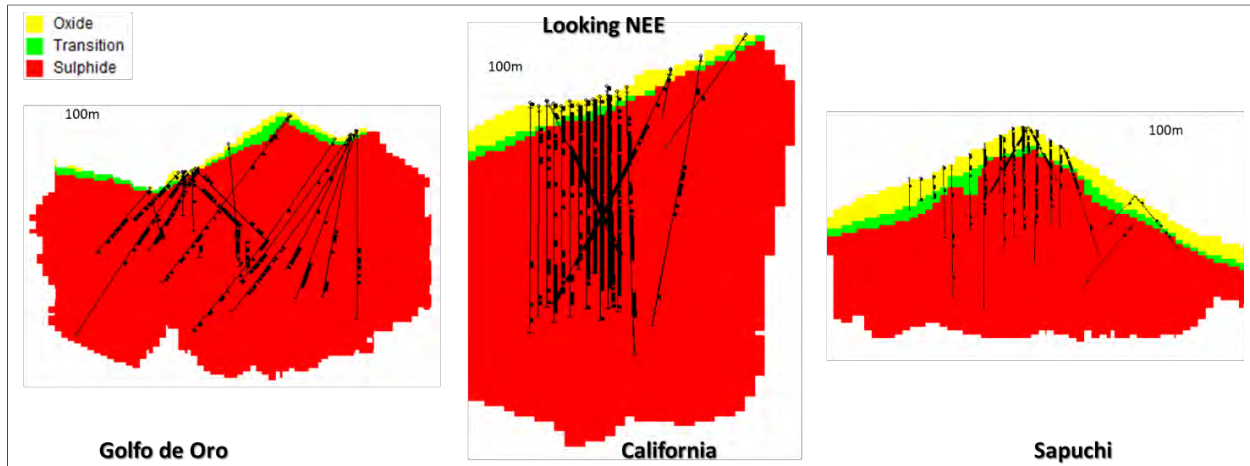 Oxide
Transition
Sulphide
Looking NEE
100m
100m
100m
Golfo de Oro
California
Sapuchi